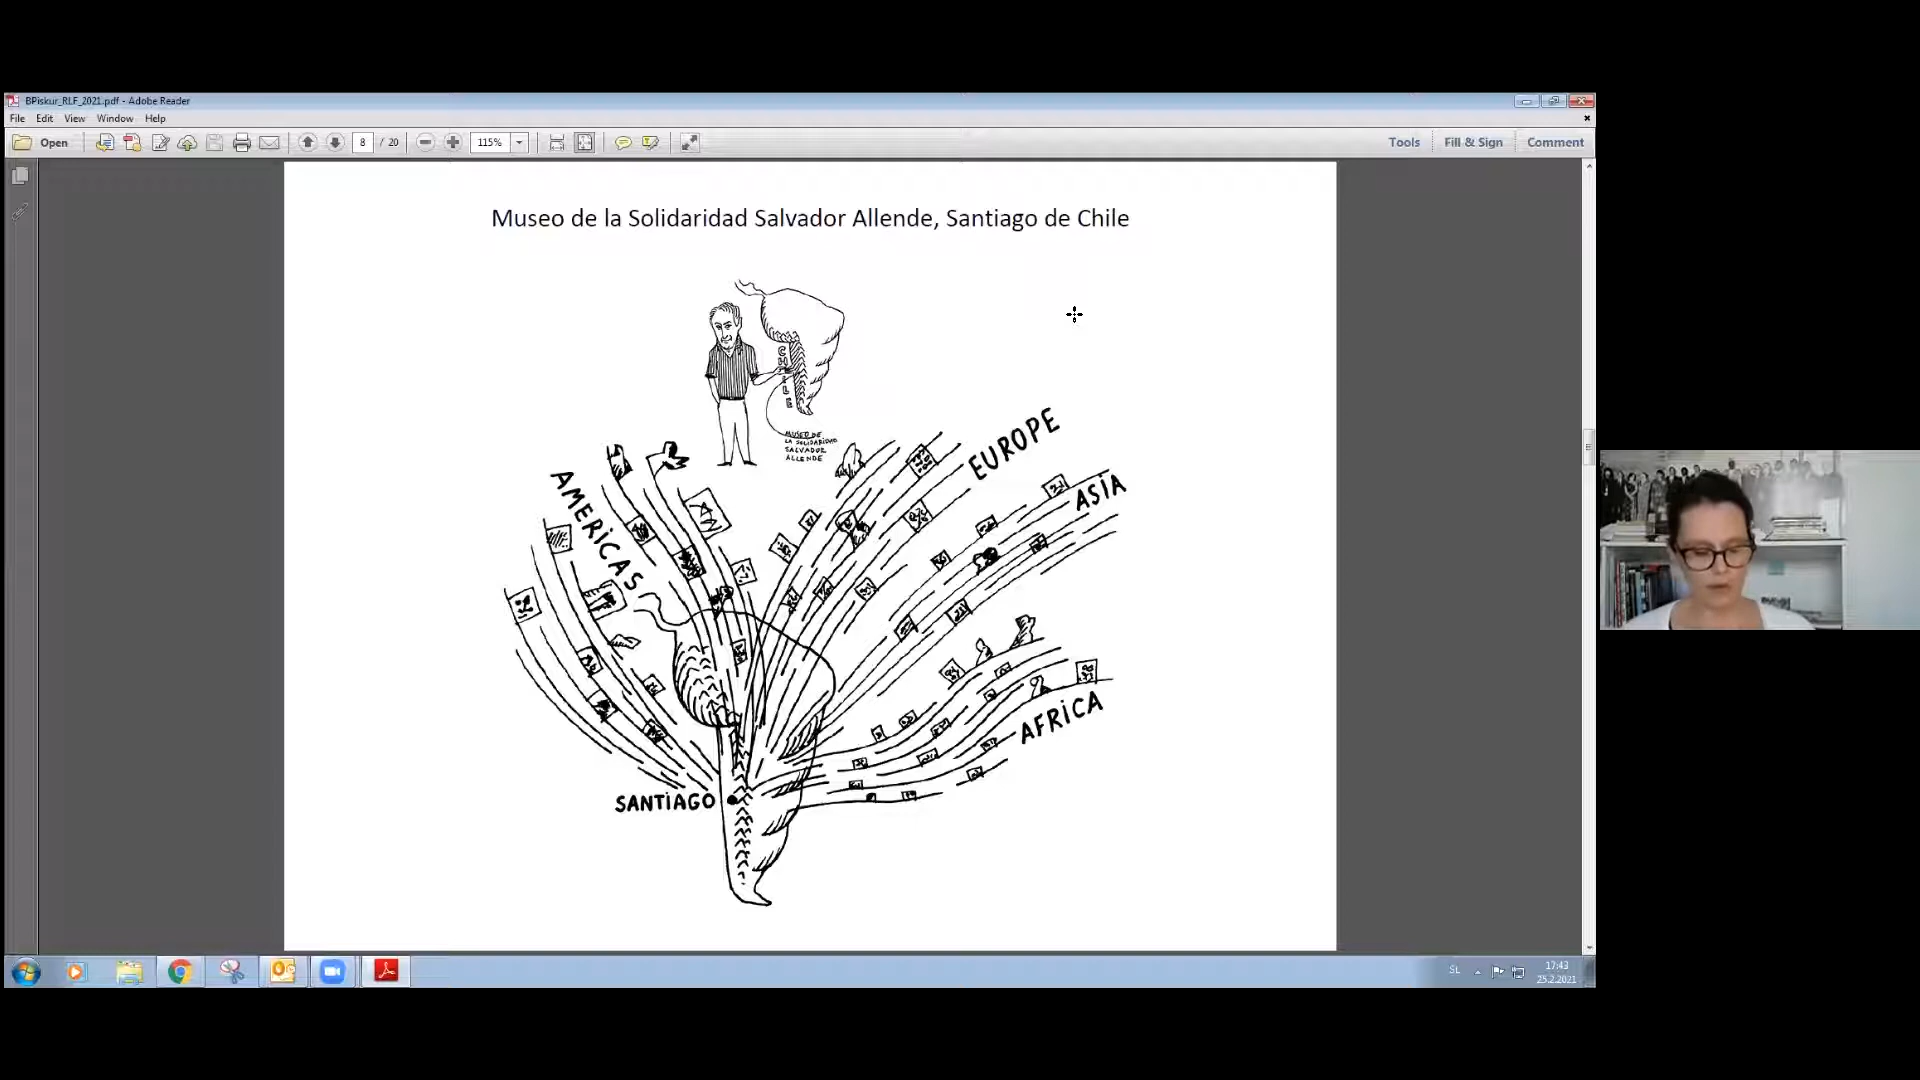 BPiskur_RLF_2021.pdf - Adobe Reader
File Edit View Window Help
Open 8 / 20 115% Tools Fill & Sign Comment
Museo de la Solidaridad Salvador Allende, Santiago de Chile
CHILE
MUSEO DE
LA SOLIDARIDAD
SALVADOR
ALLENDE
EUROPE
AMERICAS
ASIA
AFRICA
SANTIAGO
SL 17:43
25.2.2021